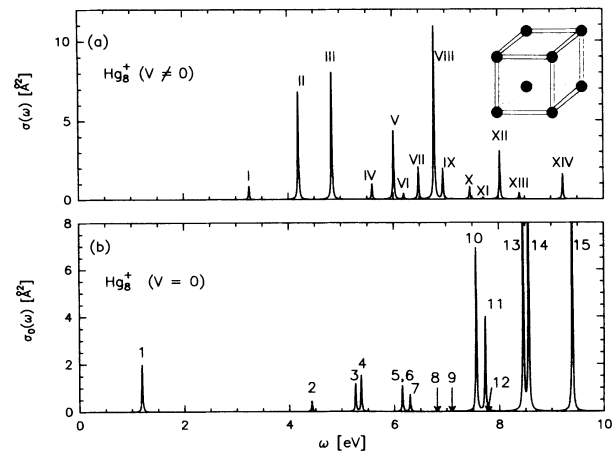 10
(a)
Hg₈⁺ (V ≠ 0)
σ(ω) [Å²]
5
0
I
II
III
IV
V
VI
VII
VIII
IX
X
XI
XII
XIII
XIV
8
(b)
Hg₈⁺ (V = 0)
σ₀(ω) [Å²]
6
4
2
0
1
2
3
4
5,6
7
8
9
10
11
12
13
14
15
0
2
4
6
8
10
ω [eV]